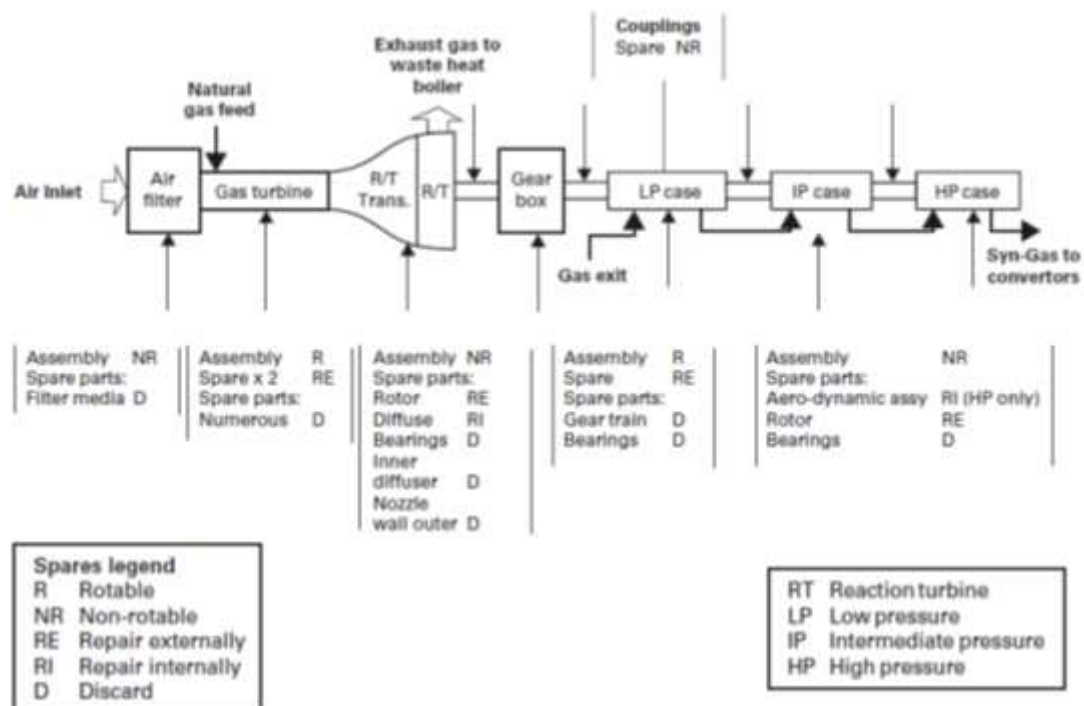 Couplings
Spare NR
Exhaust gas to
waste heat
boiler
Natural
gas feed
Air Inlet
Air
filter
Gas turbine
R/T
Trans.
R/T
Gear
box
LP case
IP case
HP case
Gas exit
Syn-Gas to
convertors
Assembly NR
Spare parts:
Filter media D
Assembly R
Spare x 2 RE
Spare parts:
Numerous D
Assembly NR
Spare parts:
Rotor RE
Diffuse RI
Bearings D
Inner
diffuser D
Nozzle
wall outer D
Assembly R
Spare RE
Spare parts:
Gear train D
Bearings D
Assembly NR
Spare parts:
Aero-dynamic assy RI (HP only)
Rotor RE
Bearings D
Spares legend
R Rotable
NR Non-rotable
RE Repair externally
RI Repair internally
D Discard
RT Reaction turbine
LP Low pressure
IP Intermediate pressure
HP High pressure